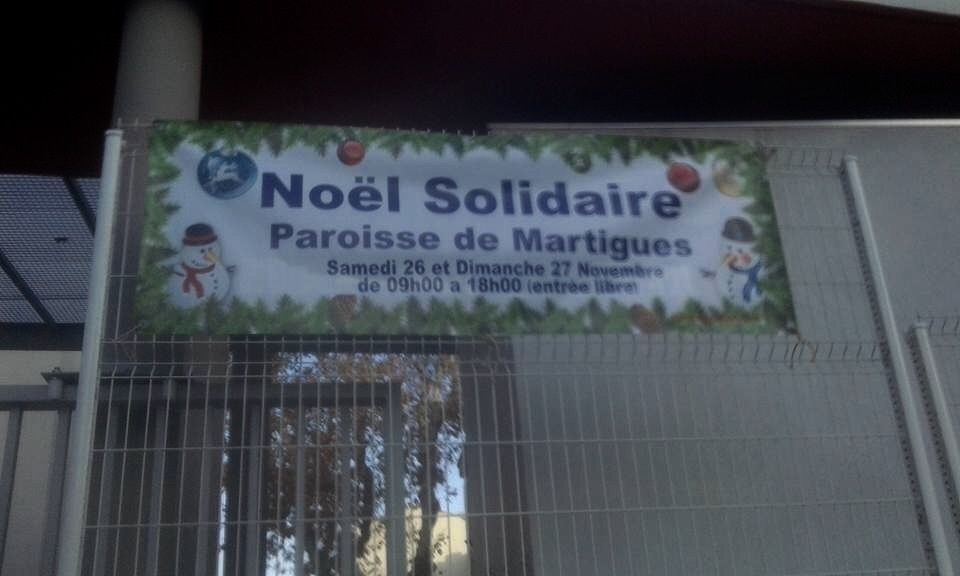 Noël Solidaire
Paroisse de Martigues
Samedi 26 et Dimanche 27 Novembre
de 09h00 a 18h00 (entrée libre)